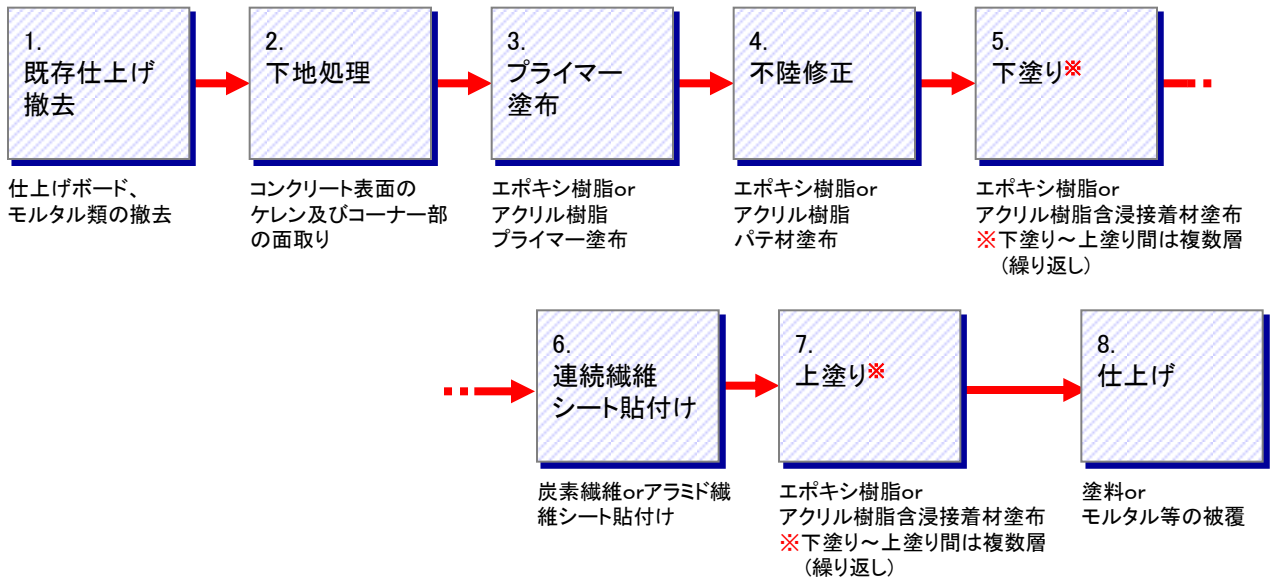 1.
既存仕上げ
撤去
仕上げボード、
モルタル類の撤去
2.
下地処理
コンクリート表面の
ケレン及びコーナー部
の面取り
3.
プライマー
塗布
エポキシ樹脂or
アクリル樹脂
プライマー塗布
4.
不陸修正
エポキシ樹脂or
アクリル樹脂
パテ材塗布
5.
下塗り※
エポキシ樹脂or
アクリル樹脂含浸接着材塗布
※下塗り～上塗り間は複数層
(繰り返し)
6.
連続繊維
シート貼付け
炭素繊維orアラミド繊
維シート貼付け
7.
上塗り※
エポキシ樹脂or
アクリル樹脂含浸接着材塗布
※下塗り～上塗り間は複数層
(繰り返し)
8.
仕上げ
塗料or
モルタル等の被覆